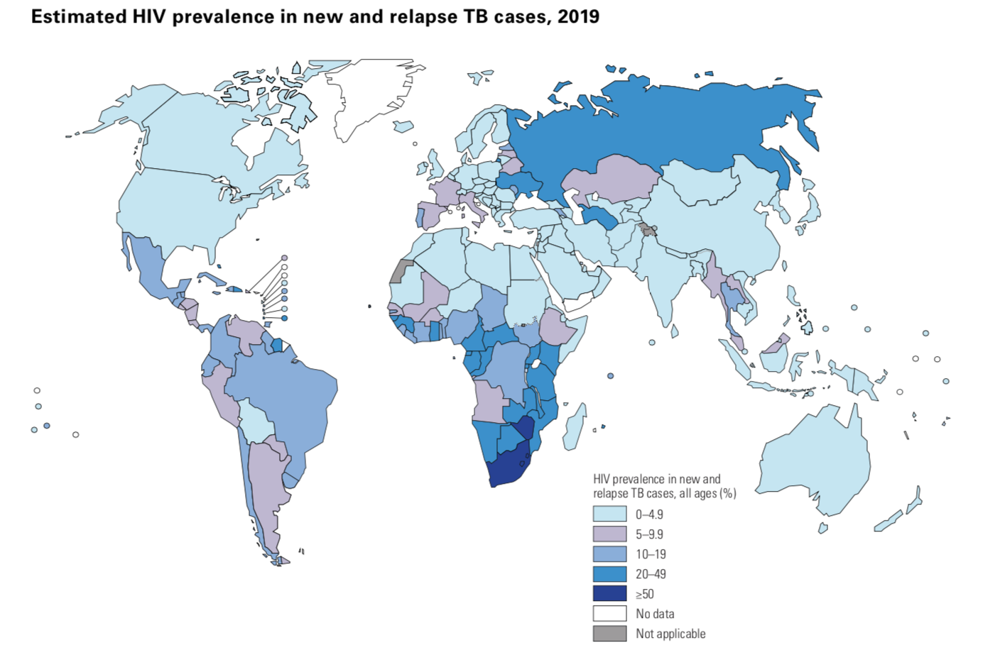 Estimated HIV prevalence in new and relapse TB cases, 2019
HIV prevalence in new and
relapse TB cases, all ages (%)
0–4.9
5–9.9
10–19
20–49
≥50
No data
Not applicable